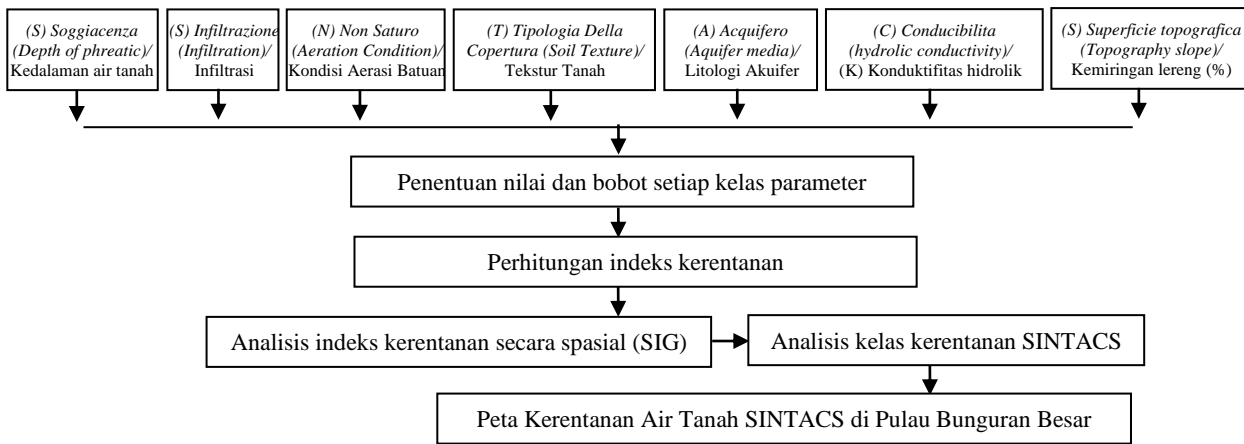 (S) Soggiacenza
(Depth of phreatic)/
Kedalaman air tanah
(S) Infiltrazione
(Infiltration)/
Infiltrasi
(N) Non Saturo
(Aeration Condition)/
Kondisi Aerasi Batuan
(T) Tipologia Della
Copertura (Soil Texture)/
Tekstur Tanah
(A) Acquifero
(Aquifer media)/
Litologi Akuifer
(C) Conducibilita
(hydrolic conductivity)/
(K) Konduktifitas hidrolik
(S) Superficie topografica
(Topography slope)/
Kemiringan lereng (%)
Penentuan nilai dan bobot setiap kelas parameter
Perhitungan indeks kerentanan
Analisis indeks kerentanan secara spasial (SIG)
Analisis kelas kerentanan SINTACS
Peta Kerentanan Air Tanah SINTACS di Pulau Bunguran Besar